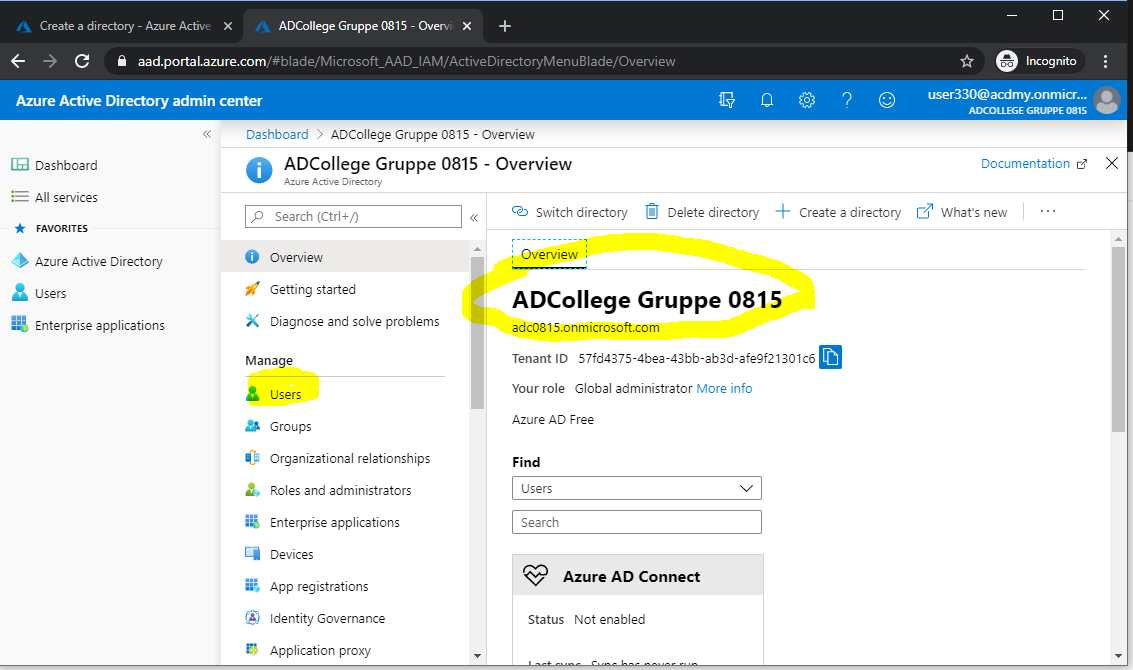 Create a directory - Azure Active
ADCollege Gruppe 0815 - Overvi
aad.portal.azure.com/#blade/Microsoft_AAD_IAM/ActiveDirectoryMenuBlade/Overview
Incognito
Azure Active Directory admin center
user330@acdmy.onmicr...
ADCOLLEGE GRUPPE 0815
Dashboard
All services
FAVORITES
Azure Active Directory
Users
Enterprise applications
Dashboard > ADCollege Gruppe 0815 - Overview
ADCollege Gruppe 0815 - Overview
Azure Active Directory
Documentation
Search (Ctrl+/)
Overview
Getting started
Diagnose and solve problems
Manage
Users
Groups
Organizational relationships
Roles and administrators
Enterprise applications
Devices
App registrations
Identity Governance
Application proxy
Switch directory Delete directory Create a directory What's new ...
Overview
ADCollege Gruppe 0815
adc0815.onmicrosoft.com
Tenant ID 57fd4375-4bea-43bb-ab3d-afe9f21301c6
Your role Global administrator More info
Azure AD Free
Find
Users
Search
Azure AD Connect
Status Not enabled
Last sync Sync has never run